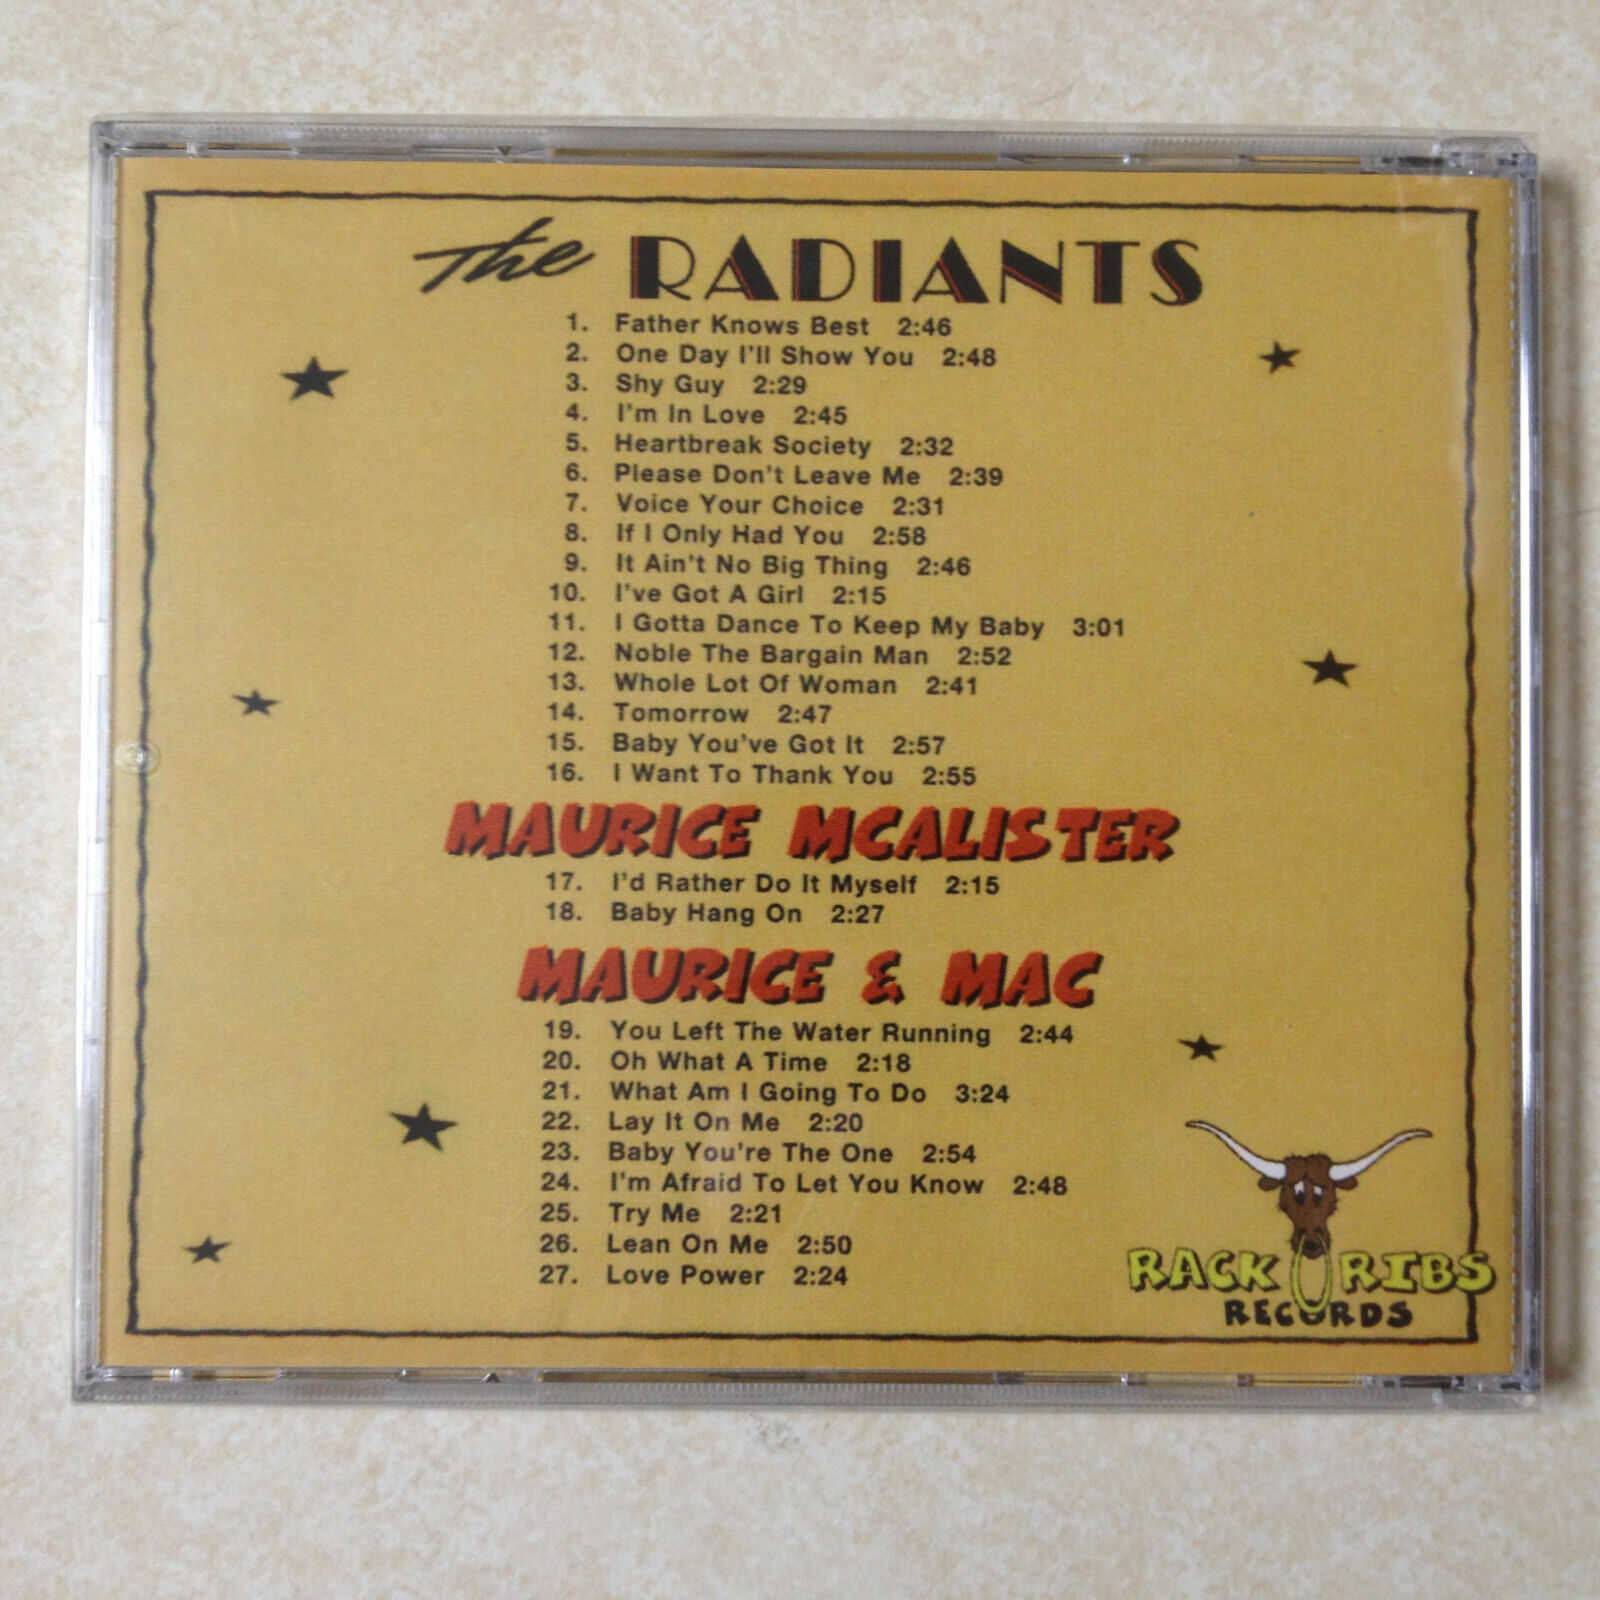 The RADIANTS
1. Father Knows Best 2:46
2. One Day I'll Show You 2:48
3. Shy Guy 2:29
4. I'm In Love 2:45
5. Heartbreak Society 2:32
6. Please Don't Leave Me 2:39
7. Voice Your Choice 2:31
8. If I Only Had You 2:58
9. It Ain't No Big Thing 2:46
10. I've Got A Girl 2:15
11. I Gotta Dance To Keep My Baby 3:01
12. Noble The Bargain Man 2:52
13. Whole Lot Of Woman 2:41
14. Tomorrow 2:47
15. Baby You've Got It 2:57
16. I Want To Thank You 2:55
MAURICE MCALISTER
17. I'd Rather Do It Myself 2:15
18. Baby Hang On 2:27
MAURICE & MAC
19. You Left The Water Running 2:44
20. Oh What A Time 2:18
21. What Am I Going To Do 3:24
22. Lay It On Me 2:20
23. Baby You're The One 2:54
24. I'm Afraid To Let You Know 2:48
25. Try Me 2:21
26. Lean On Me 2:50
27. Love Power 2:24
RACK O RIBS
RECORDS